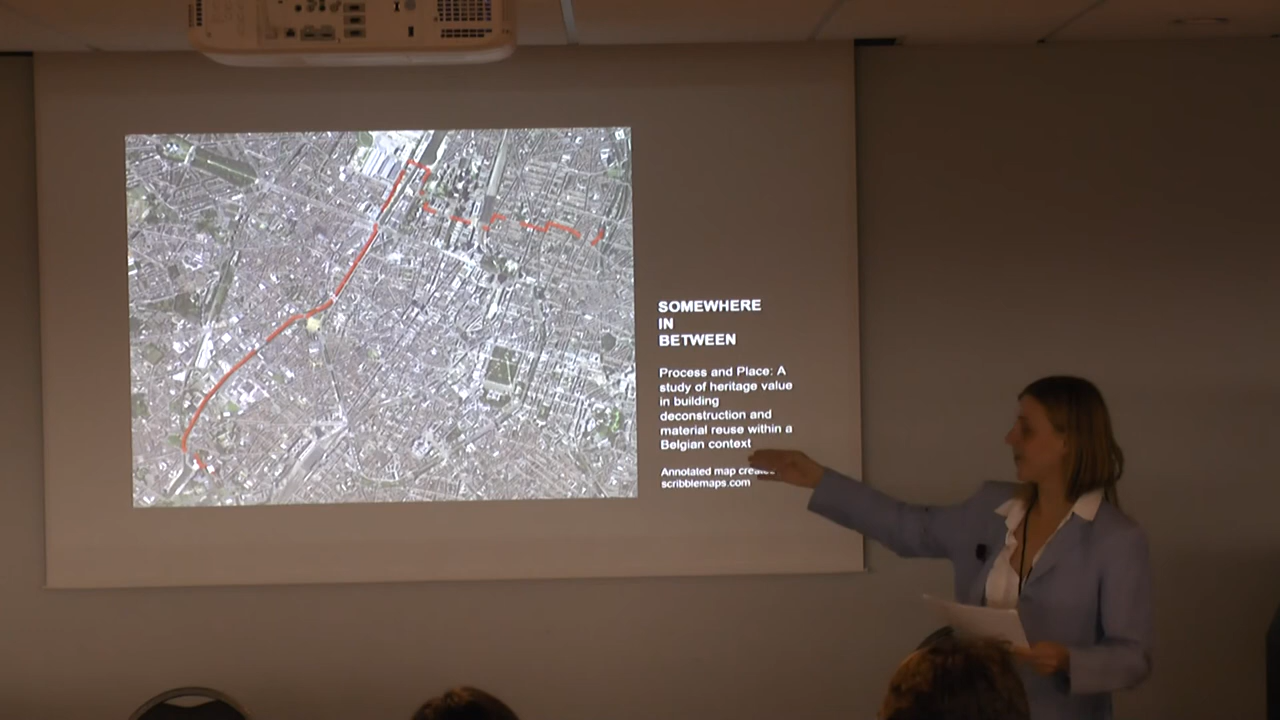 SOMEWHERE
IN
BETWEEN
Process and Place: A
study of heritage value
in building
deconstruction and
material reuse within a
Belgian context
Annotated map
scribblemaps.com